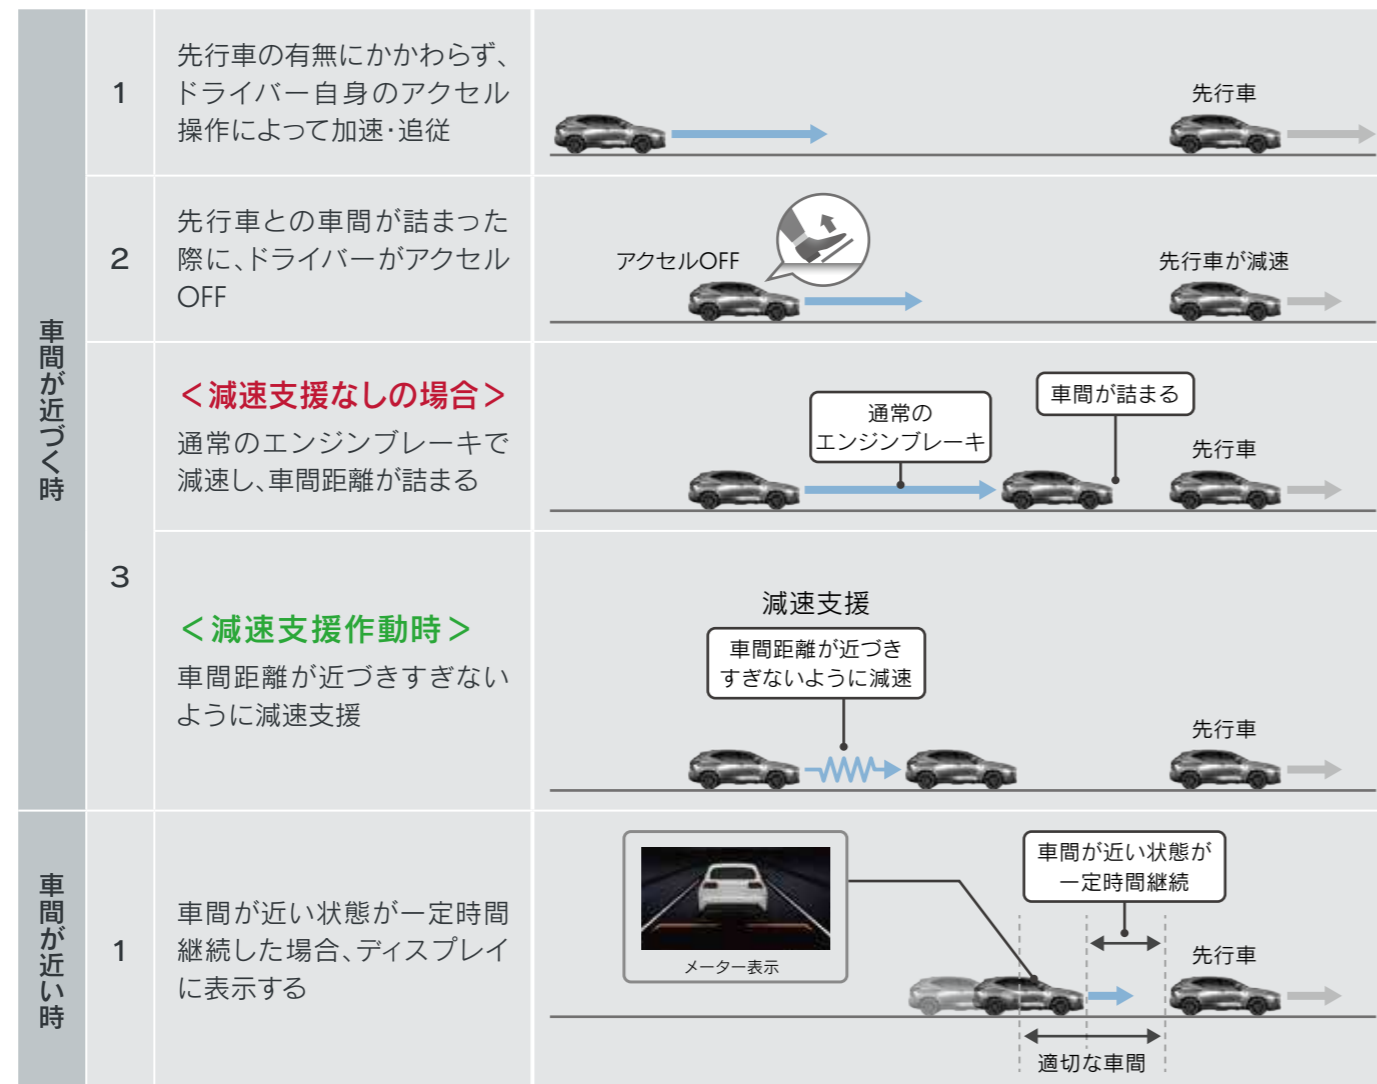 車間が近づく時
1
先行車の有無にかかわらず、
ドライバー自身のアクセル
操作によって加速・追従
先行車
2
先行車との車間が詰まった
際に、ドライバーがアクセル
OFF
アクセルOFF
先行車が減速
3
＜減速支援なしの場合＞
通常のエンジンブレーキで
減速し、車間距離が詰まる
通常の
エンジンブレーキ
車間が詰まる
先行車
＜減速支援作動時＞
車間距離が近づきすぎない
ように減速支援
減速支援
車間距離が近づき
すぎないように減速
先行車
車間が近い時
1
車間が近い状態が一定時間
継続した場合、ディスプレイ
に表示する
メーター表示
車間が近い状態が
一定時間継続
先行車
適切な車間